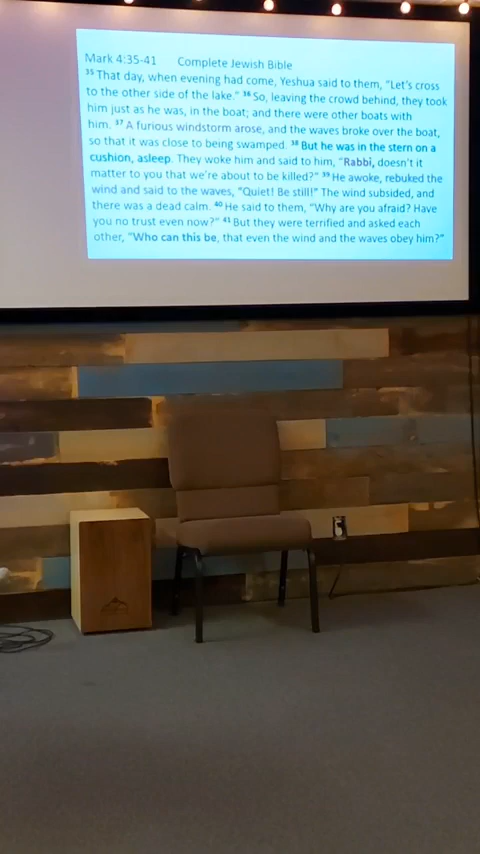 Mark 4:35-41 Complete Jewish Bible
35 That day, when evening had come, Yeshua said to them, “Let’s cross
to the other side of the lake.” 36 So, leaving the crowd behind, they took
him just as he was, in the boat; and there were other boats with
him. 37 A furious windstorm arose, and the waves broke over the boat,
so that it was close to being swamped. 38 But he was in the stern on a
cushion, asleep. They woke him and said to him, “Rabbi, doesn’t it
matter to you that we’re about to be killed?” 39 He awoke, rebuked the
wind and said to the waves, “Quiet! Be still!” The wind subsided, and
there was a dead calm. 40 He said to them, “Why are you afraid? Have
you no trust even now?” 41 But they were terrified and asked each
other, “Who can this be, that even the wind and the waves obey him?”